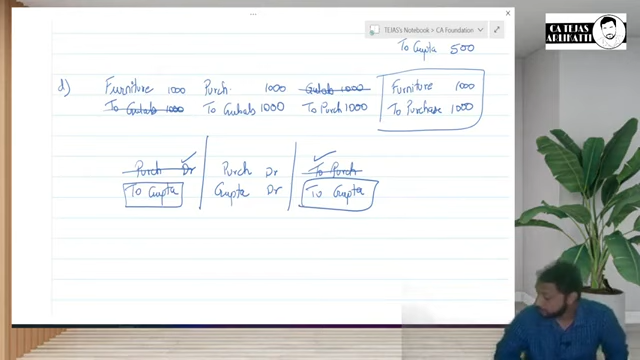 CA TEJAS
ARLIKATTI
TEJAS's Notebook > CA Foundation
To Gupta 500
d) Furniture 1000 Purch 1000 Gulab 1000 Furniture 1000
To Gulab 1000 To Gulab 1000 To Purch 1000 To Purchase 1000
Purch Dr Purch Dr To Purch
To Gupta Gupta Dr To Gupta